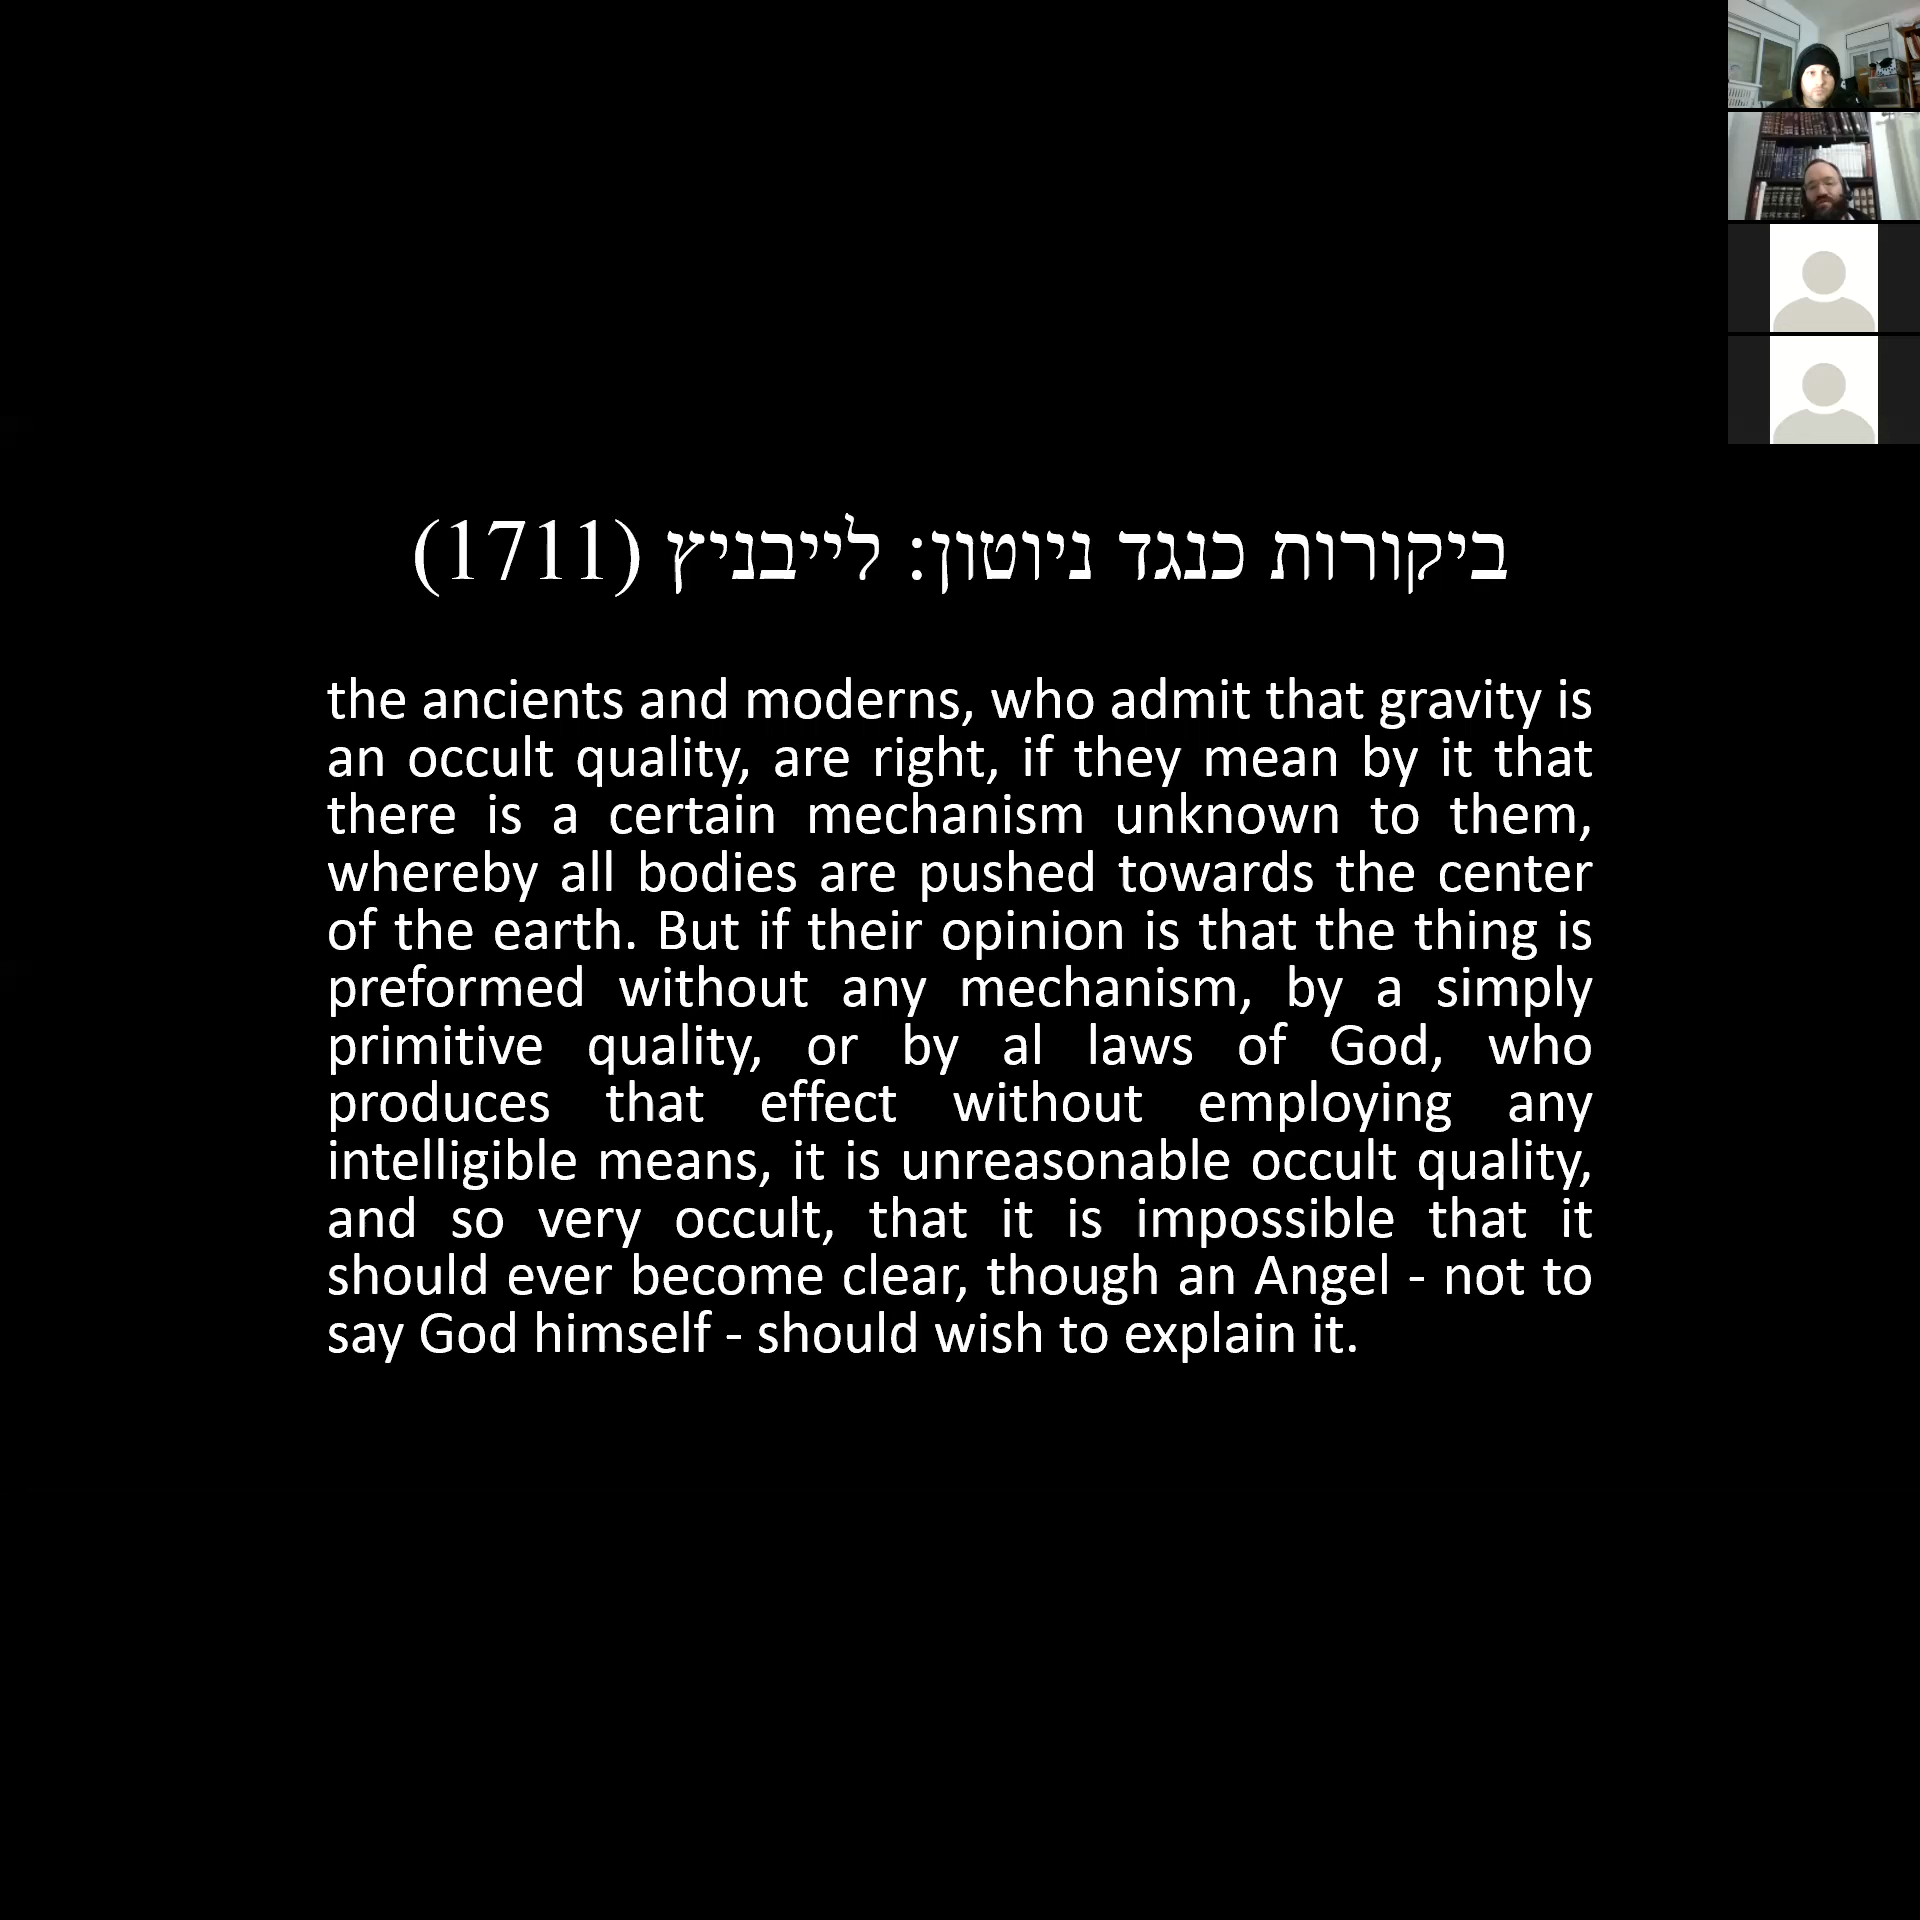 ביקורות כנגד ניוטון: לייבניץ (1711)
the ancients and moderns, who admit that gravity is
an occult quality, are right, if they mean by it that
there is a certain mechanism unknown to them,
whereby all bodies are pushed towards the center
of the earth. But if their opinion is that the thing is
preformed without any mechanism, by a simply
primitive quality, or by al laws of God, who
produces that effect without employing any
intelligible means, it is unreasonable occult quality,
and so very occult, that it is impossible that it
should ever become clear, though an Angel - not to
say God himself - should wish to explain it.